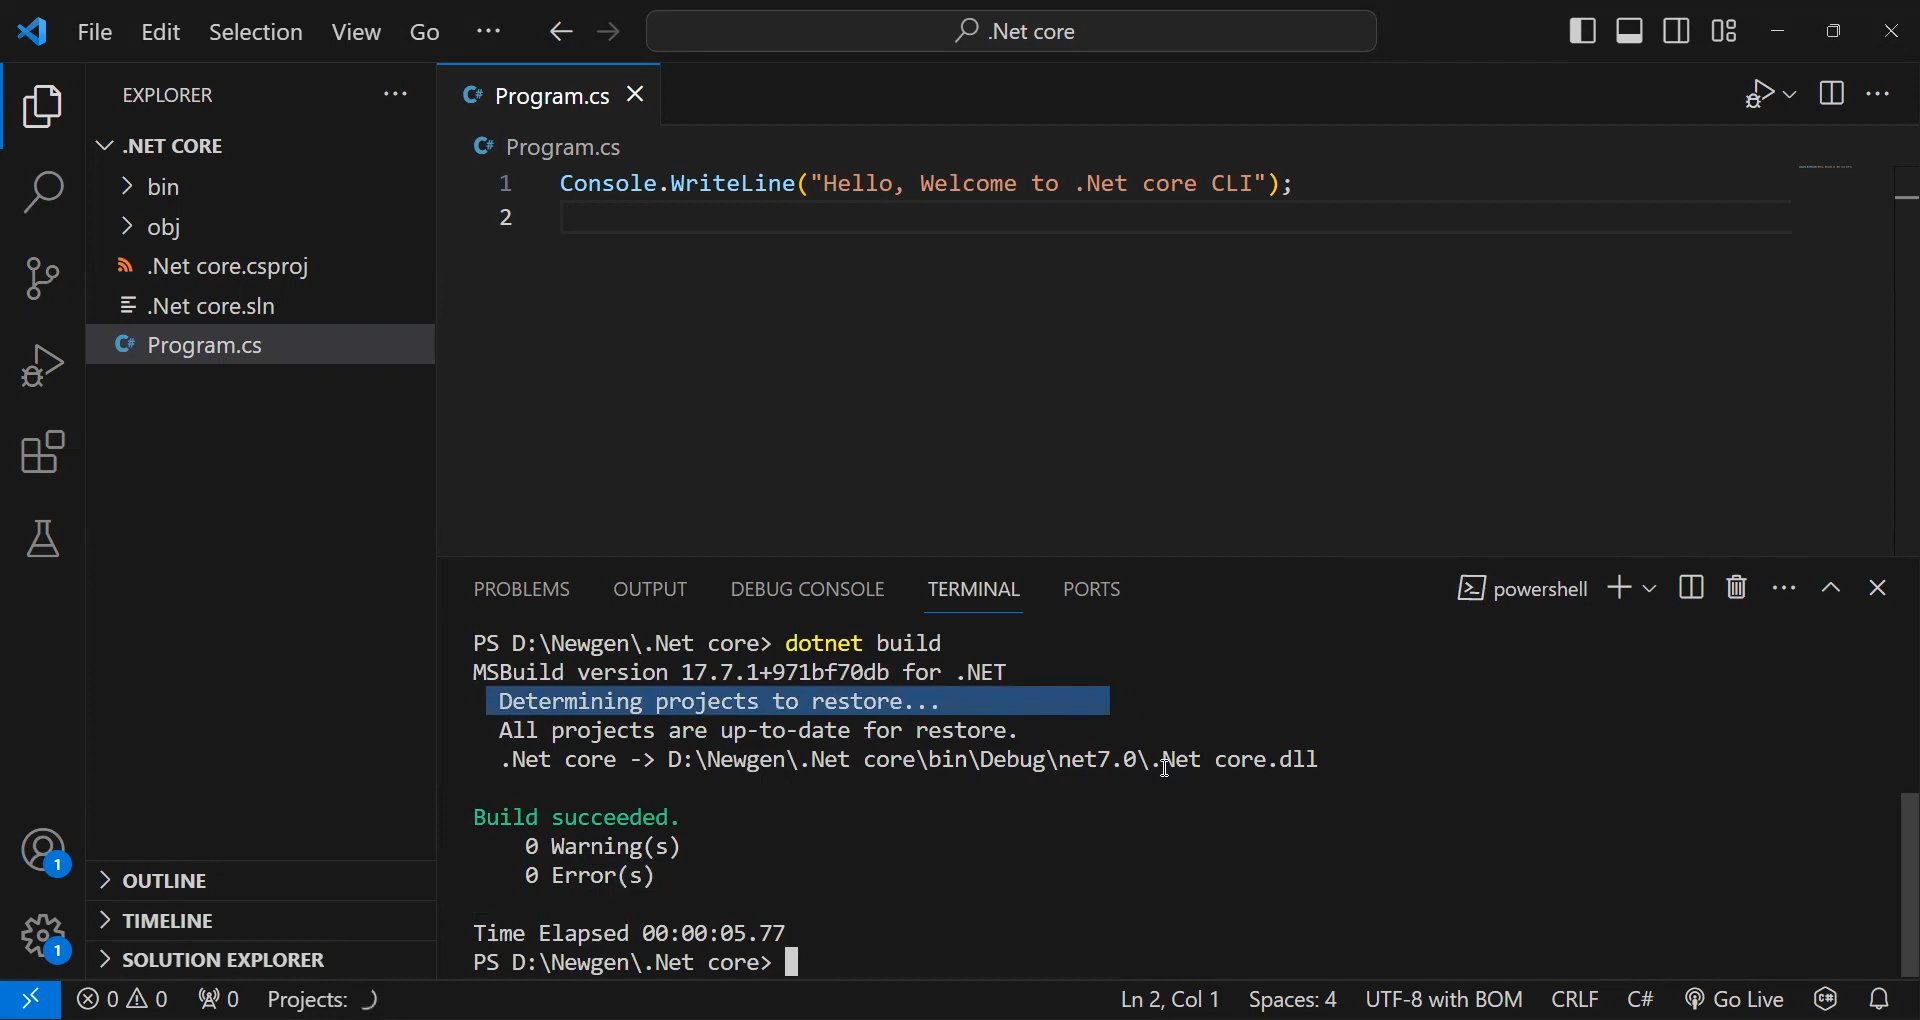 File Edit Selection View Go ··· .Net core
EXPLORER ···
.NET CORE
bin
obj
.Net core.csproj
.Net core.sln
C# Program.cs
OUTLINE
TIMELINE
SOLUTION EXPLORER
C# Program.cs
C# Program.cs
1 Console.WriteLine("Hello, Welcome to .Net core CLI");
2
PROBLEMS OUTPUT DEBUG CONSOLE TERMINAL PORTS powershell
PS D:\Newgen\.Net core> dotnet build
MSBuild version 17.7.1+971bf70db for .NET
Determining projects to restore...
All projects are up-to-date for restore.
.Net core -> D:\Newgen\.Net core\bin\Debug\net7.0\.Net core.dll
Build succeeded.
0 Warning(s)
0 Error(s)
Time Elapsed 00:00:05.77
PS D:\Newgen\.Net core>
1
1
0 0 0 Projects: Ln 2, Col 1 Spaces: 4 UTF-8 with BOM CRLF C# Go Live